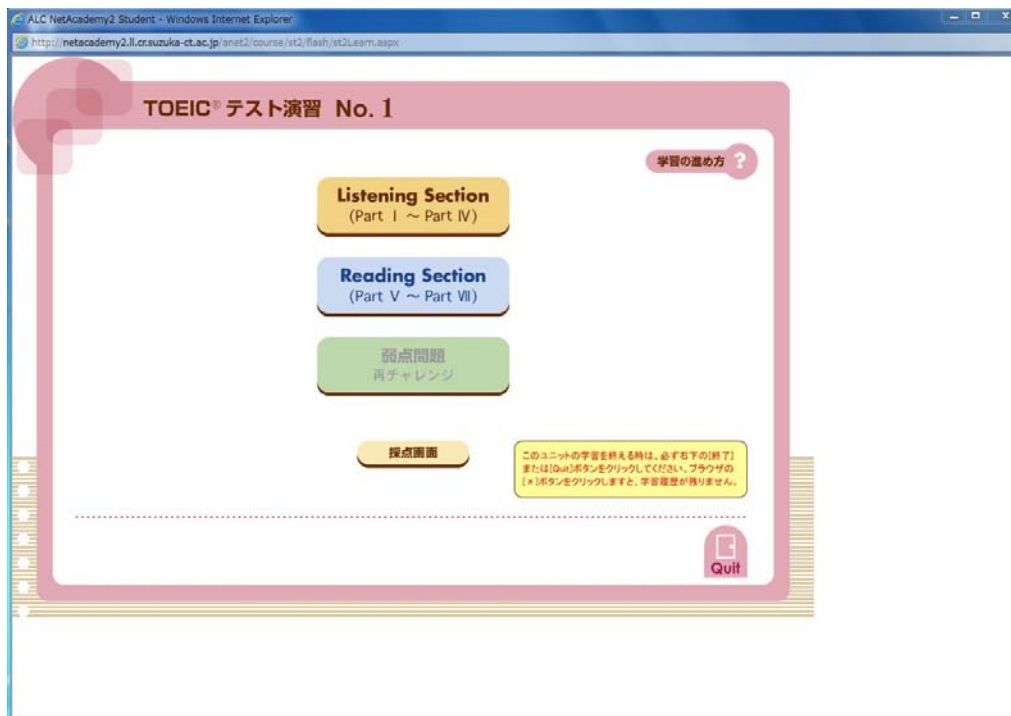 ALC NetAcademy2 Student - Windows Internet Explorer
http://netacademy2.ll.cr.suzuka-ct.ac.jp/anet2/course/st2/flash/st2Learn.aspx
TOEIC® テスト演習 No. 1
学習の進め方 ?
Listening Section
(Part Ⅰ ～ Part Ⅳ)
Reading Section
(Part Ⅴ ～ Part Ⅶ)
弱点問題
再チャレンジ
採点画面
このユニットの学習を終える時は、必ず右下の[終了]
または[Quit]ボタンをクリックしてください。ブラウザの
[×]ボタンをクリックしますと、学習履歴が残りません。
Quit